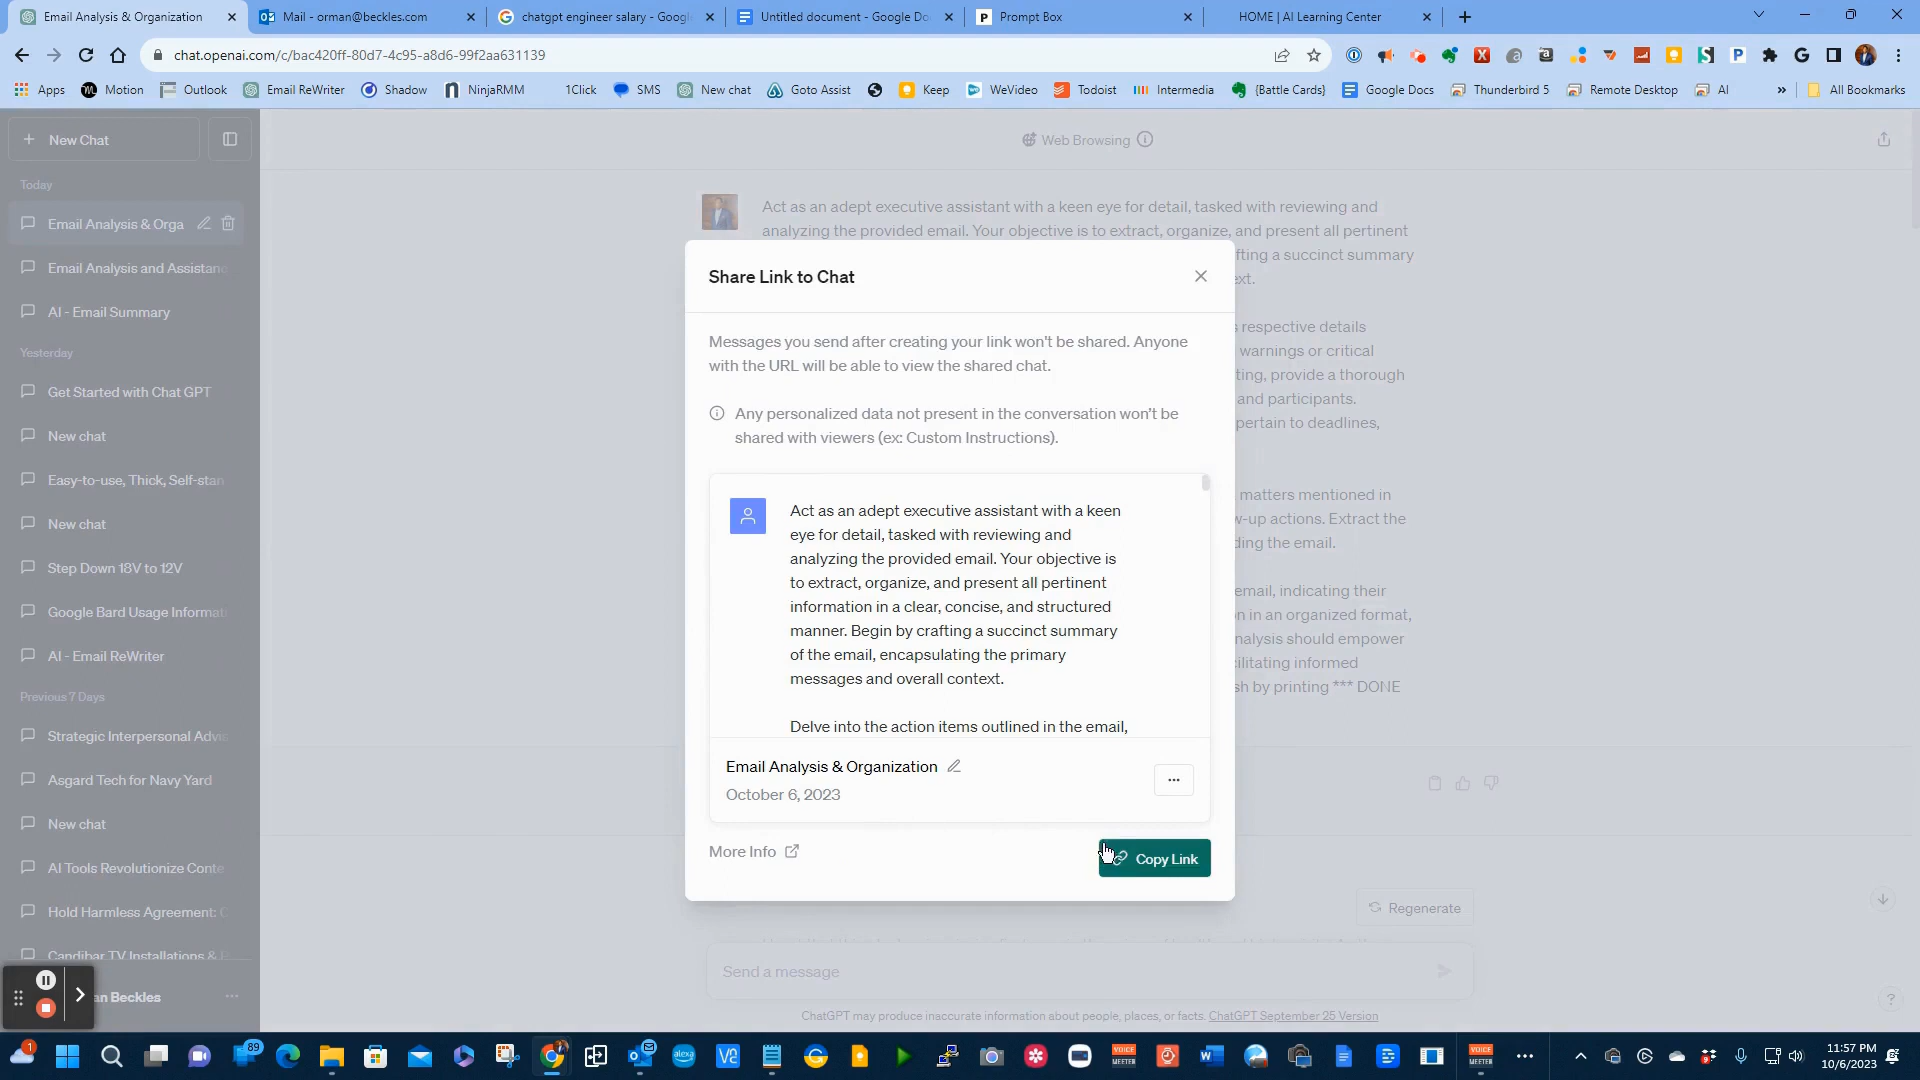 Email Analysis & Organization
Mail - orman@beckles.com
chatgpt engineer salary - Googl
Untitled document - Google Do
Prompt Box
HOME | AI Learning Center
chat.openai.com/c/bac420ff-80d7-4c95-a8d6-99f2aa631139
Apps
Motion
Outlook
Email ReWriter
Shadow
NinjaRMM
1Click
SMS
New chat
Goto Assist
Keep
WeVideo
Todoist
Intermedia
{Battle Cards}
Google Docs
Thunderbird 5
Remote Desktop
AI
»
All Bookmarks
New Chat
Web Browsing
Today
Email Analysis & Orga
Email Analysis and Assistanc
AI - Email Summary
Yesterday
Get Started with Chat GPT
New chat
Easy-to-use, Thick, Self-stan
New chat
Step Down 18V to 12V
Google Bard Usage Informat
AI - Email ReWriter
Previous 7 Days
Strategic Interpersonal Advis
Asgard Tech for Navy Yard
New chat
AI Tools Revolutionize Conte
Hold Harmless Agreement: C
Candibar TV Installations &
an Beckles
Act as an adept executive assistant with a keen eye for detail, tasked with reviewing and
analyzing the provided email. Your objective is to extract, organize, and present all pertinent
fting a succinct summary
ext.
s respective details
warnings or critical
ting, provide a thorough
and participants.
pertain to deadlines,
matters mentioned in
w-up actions. Extract the
ding the email.
email, indicating their
n in an organized format,
nalysis should empower
cilitating informed
sh by printing *** DONE
Share Link to Chat
Messages you send after creating your link won't be shared. Anyone
with the URL will be able to view the shared chat.
Any personalized data not present in the conversation won't be
shared with viewers (ex: Custom Instructions).
Act as an adept executive assistant with a keen
eye for detail, tasked with reviewing and
analyzing the provided email. Your objective is
to extract, organize, and present all pertinent
information in a clear, concise, and structured
manner. Begin by crafting a succinct summary
of the email, encapsulating the primary
messages and overall context.
Delve into the action items outlined in the email,
Email Analysis & Organization
October 6, 2023
More Info
Copy Link
Regenerate
Send a message
ChatGPT may produce inaccurate information about people, places, or facts. ChatGPT September 25 Version
?
1
89
alexa
VOICE MEETER
VOICE MEETER
11:57 PM
10/6/2023